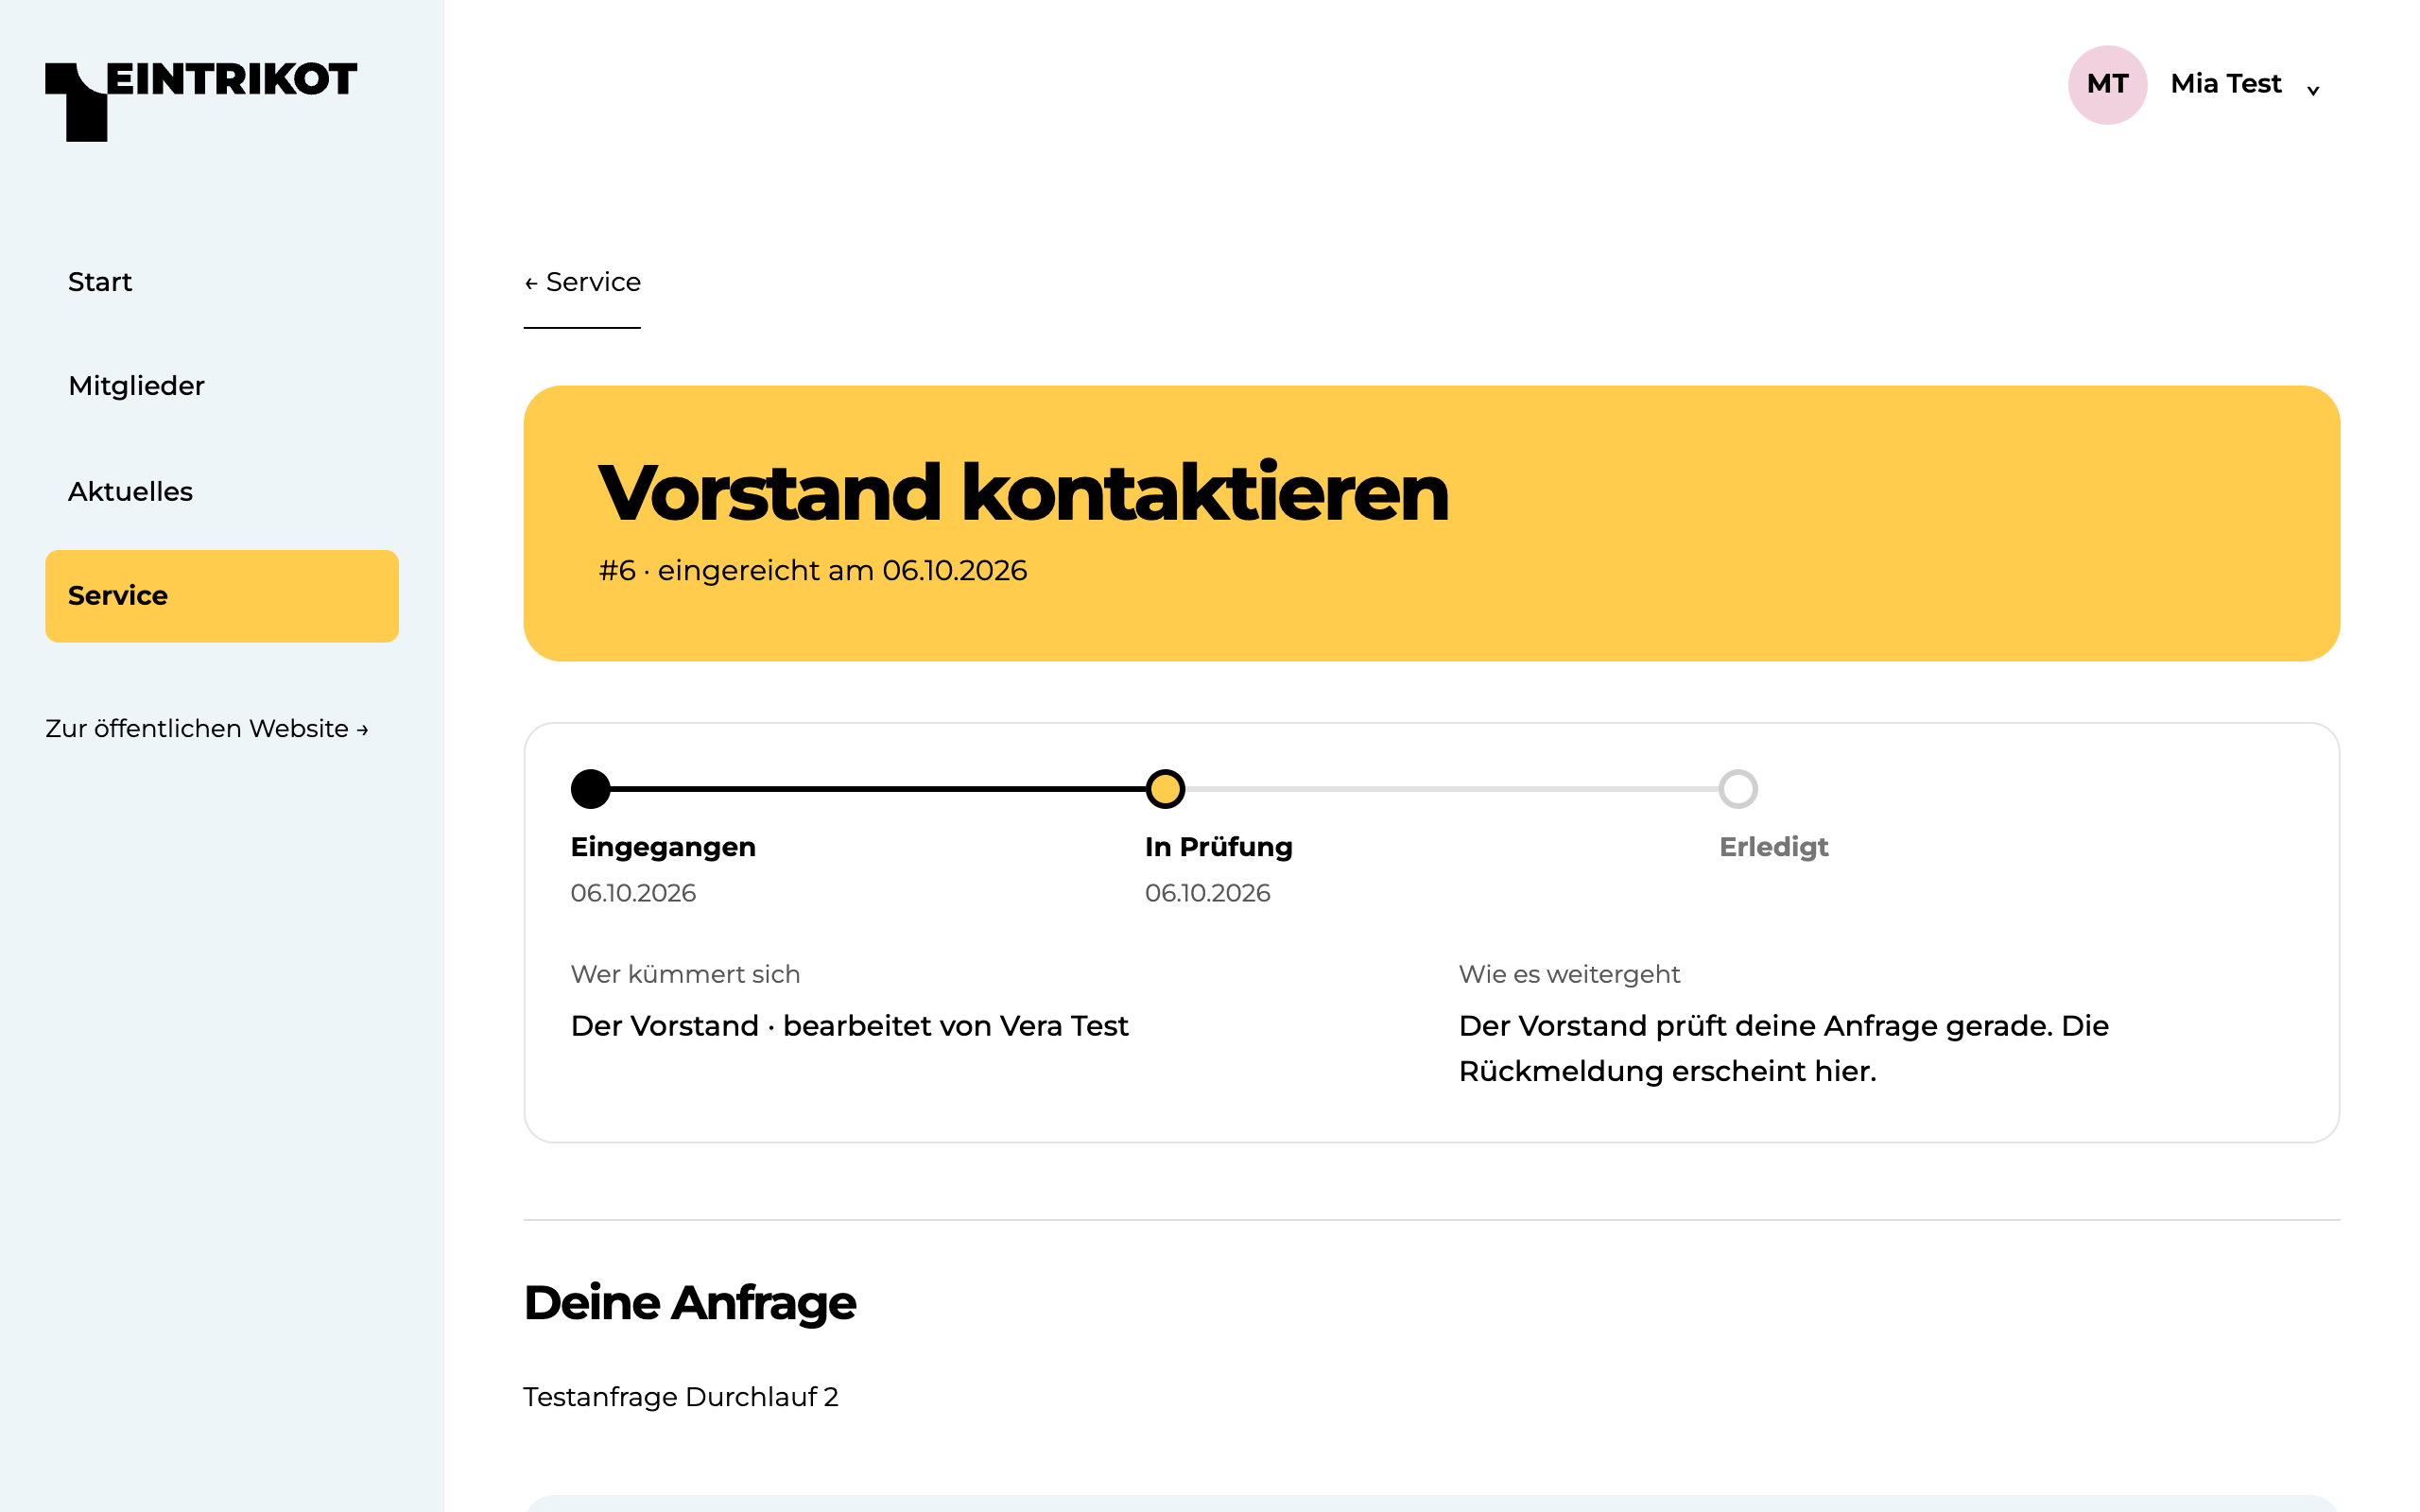 EINTRIKOT
MT
Mia Test
Start
Mitglieder
Aktuelles
Service
Zur öffentlichen Website →
← Service
Vorstand kontaktieren
#6 · eingereicht am 06.10.2026
Eingegangen
06.10.2026
In Prüfung
06.10.2026
Erledigt
Wer kümmert sich
Der Vorstand · bearbeitet von Vera Test
Wie es weitergeht
Der Vorstand prüft deine Anfrage gerade. Die
Rückmeldung erscheint hier.
Deine Anfrage
Testanfrage Durchlauf 2